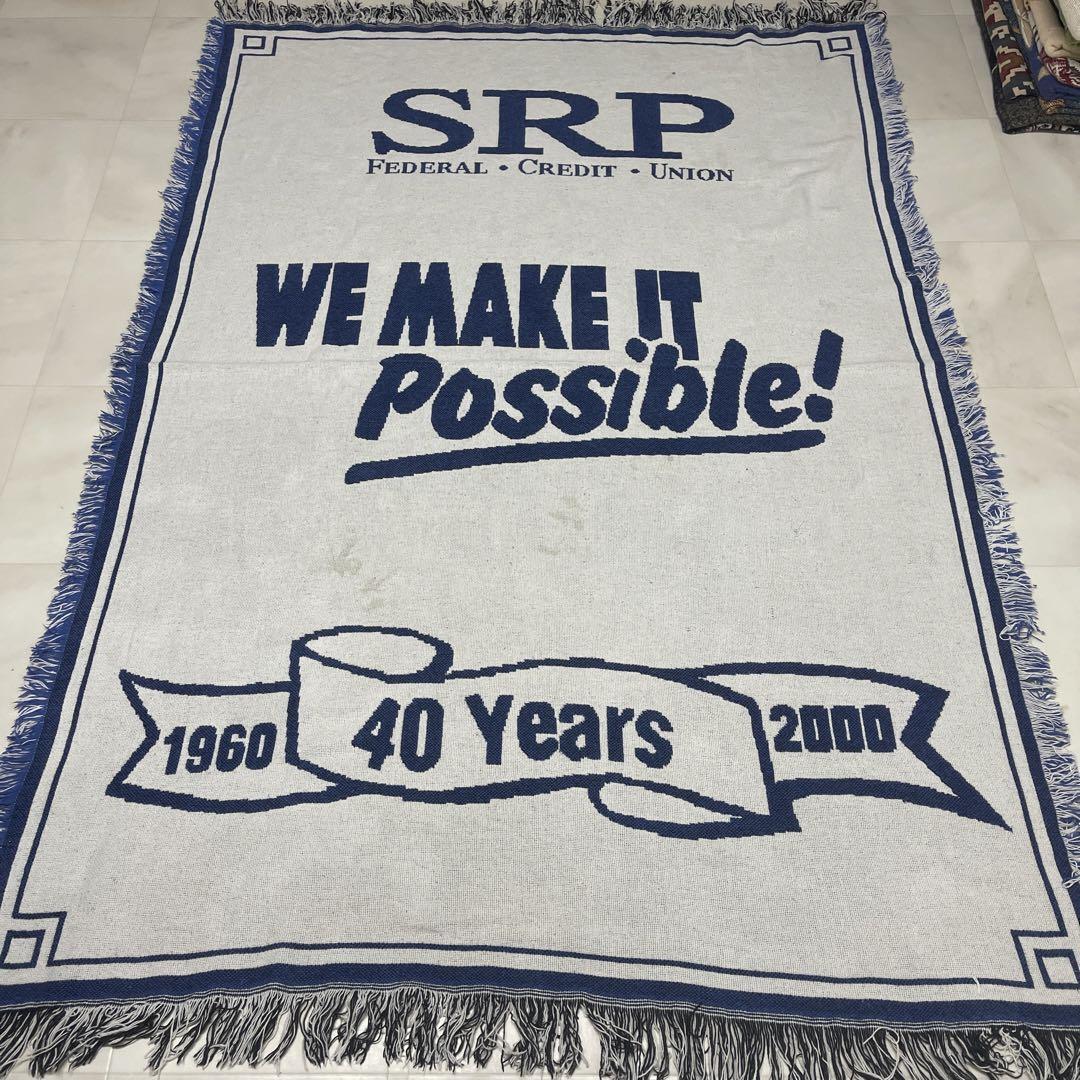 SRP
FEDERAL • CREDIT • UNION
WE MAKE IT
Possible!
1960 40 Years 2000